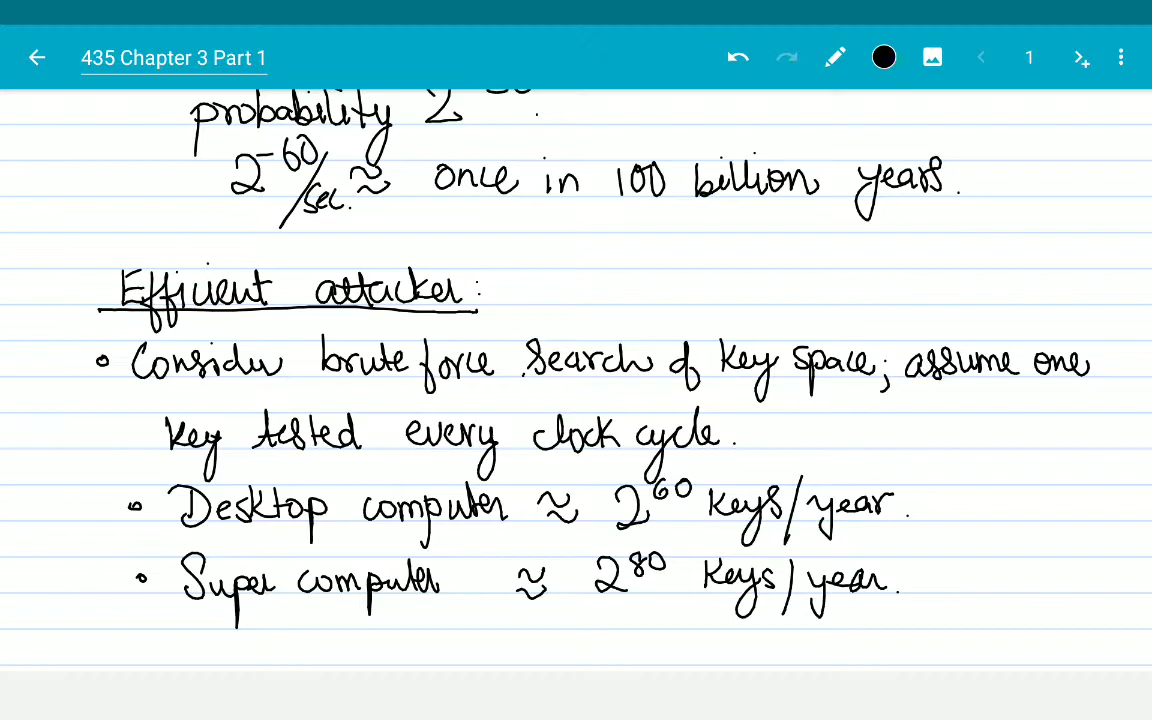 435 Chapter 3 Part 1
1
probability 2
2^-60/sec. ≈ once in 100 billion years.
Efficient attacker:
◦ Consider brute force search of key space; assume one
key tested every clock cycle.
• Desktop computer ≈ 2^60 keys/year.
• Super computer ≈ 2^80 keys/year.